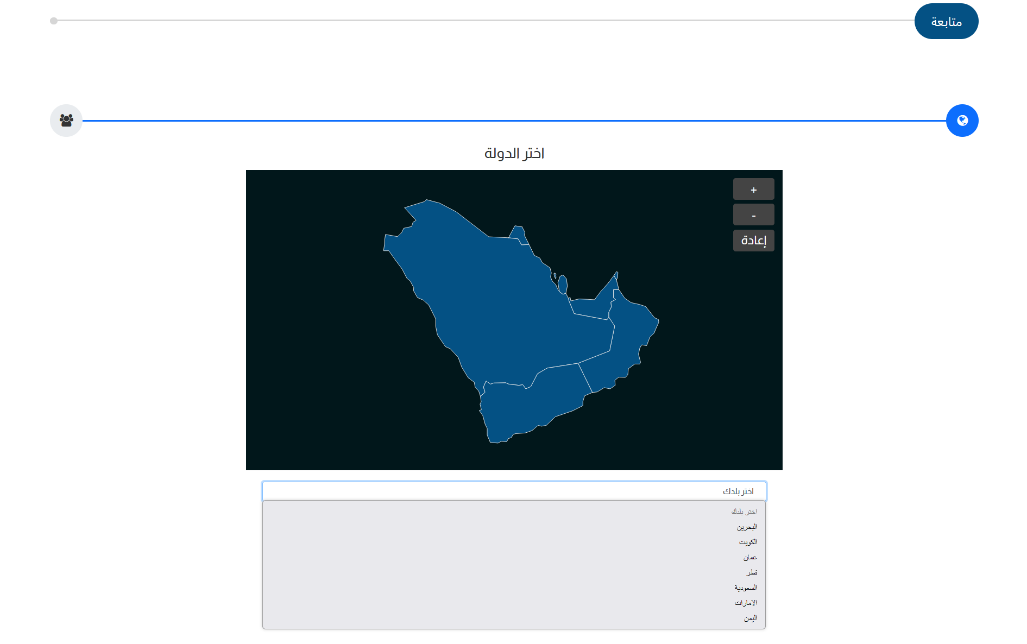 متابعة
اختر الدولة
+
-
إعادة
اختر بلدك
اختر بلدك
البحرين
الكويت
عمان
قطر
السعودية
الامارات
اليمن